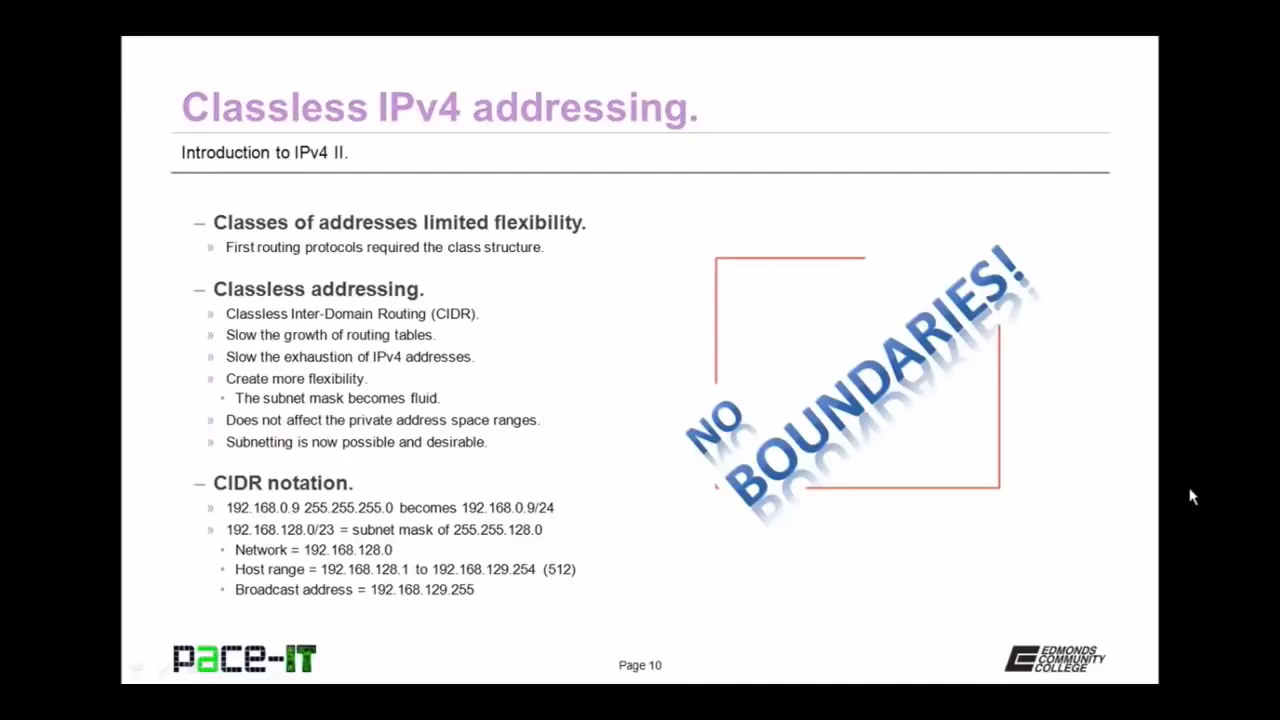 Classless IPv4 addressing.
Introduction to IPv4 II.
– Classes of addresses limited flexibility.
» First routing protocols required the class structure.
– Classless addressing.
» Classless Inter-Domain Routing (CIDR).
» Slow the growth of routing tables.
» Slow the exhaustion of IPv4 addresses.
» Create more flexibility.
• The subnet mask becomes fluid.
» Does not affect the private address space ranges.
» Subnetting is now possible and desirable.
– CIDR notation.
» 192.168.0.9 255.255.255.0 becomes 192.168.0.9/24
» 192.168.128.0/23 = subnet mask of 255.255.128.0
• Network = 192.168.128.0
• Host range = 192.168.128.1 to 192.168.129.254 (512)
• Broadcast address = 192.168.129.255
NO
BOUNDARIES!
pace-IT
Page 10
EDMONDS
COMMUNITY
COLLEGE